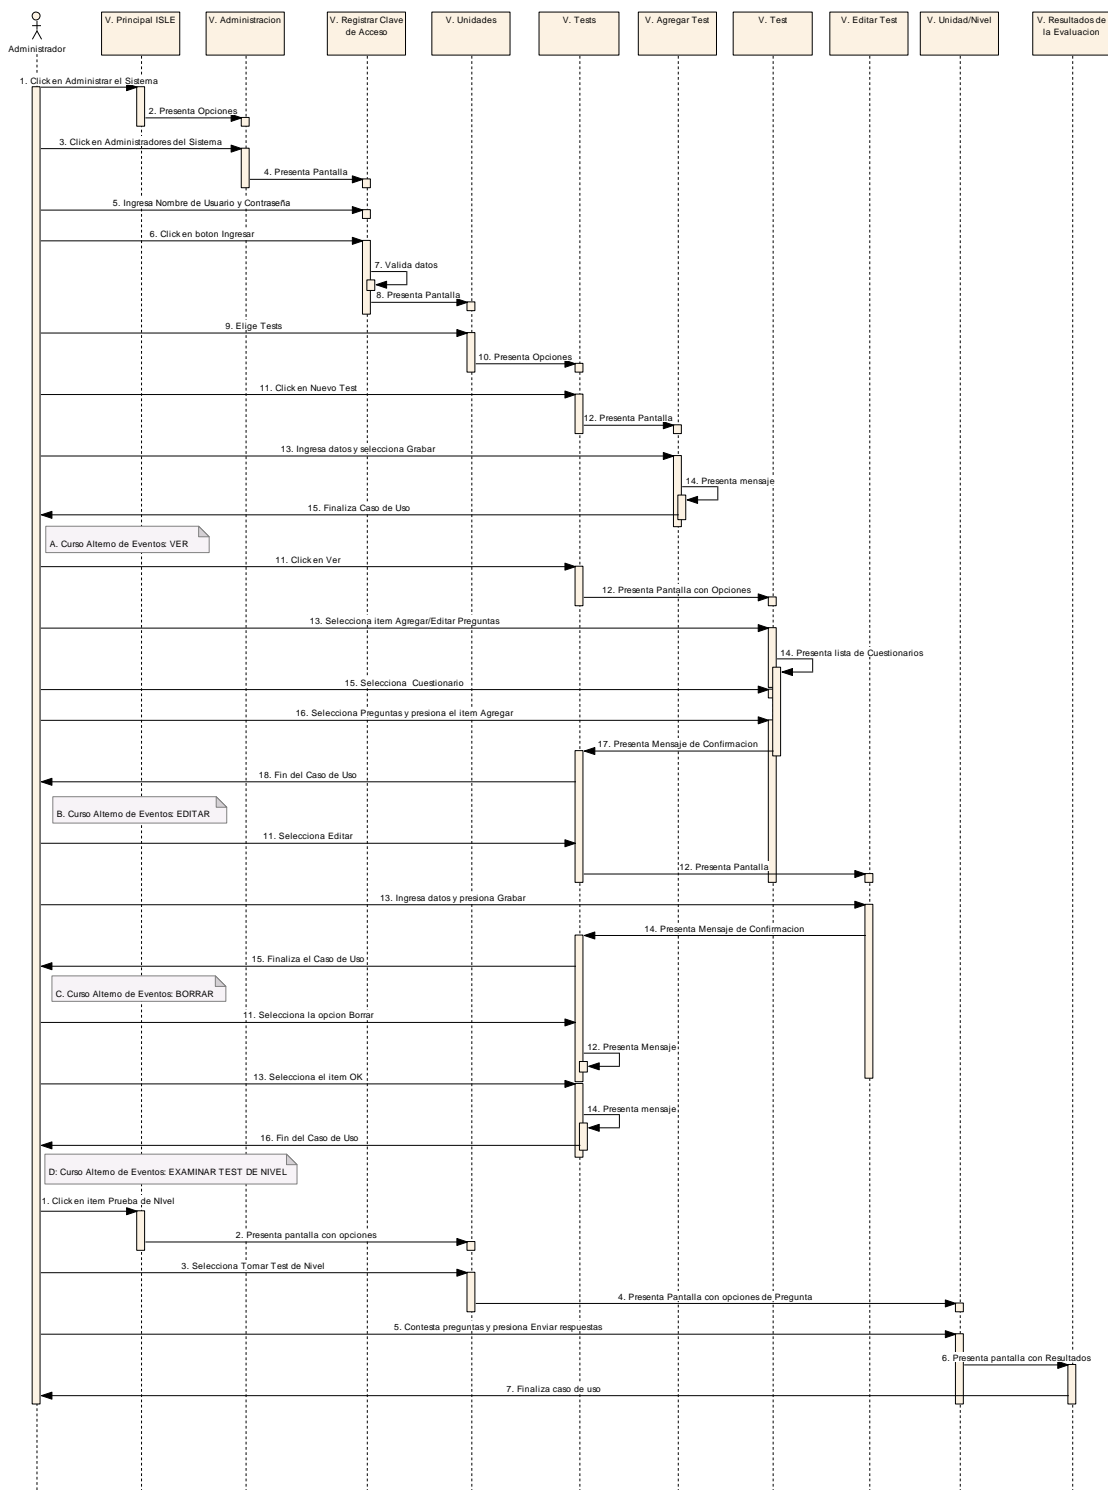 V. Principal ISLE
V. Administracion
V. Registrar Clave
de Acceso
V. Unidades
V. Tests
V. Agregar Test
V. Test
V. Editar Test
V. Unidad/Nivel
V. Resultados de
la Evaluacion
Administrador
1. Click en Administrar el Sistema
2. Presenta Opciones
3. Click en Administradores del Sistema
4. Presenta Pantalla
5. Ingresa Nombre de Usuario y Contraseña
6. Click en boton Ingresar
7. Valida datos
8. Presenta Pantalla
9. Elige Tests
10. Presenta Opciones
11. Click en Nuevo Test
12. Presenta Pantalla
13. Ingresa datos y selecciona Grabar
14. Presenta mensaje
15. Finaliza Caso de Uso
A. Curso Alterno de Eventos: VER
11. Click en Ver
12. Presenta Pantalla con Opciones
13. Selecciona item Agregar/Editar Preguntas
14. Presenta lista de Cuestionarios
15. Selecciona Cuestionario
16. Selecciona Preguntas y presiona el item Agregar
17. Presenta Mensaje de Confirmacion
18. Fin del Caso de Uso
B. Curso Alterno de Eventos: EDITAR
11. Selecciona Editar
12. Presenta Pantalla
13. Ingresa datos y presiona Grabar
14. Presenta Mensaje de Confirmacion
15. Finaliza el Caso de Uso
C. Curso Alterno de Eventos: BORRAR
11. Selecciona la opcion Borrar
12. Presenta Mensaje
13. Selecciona el item OK
14. Presenta mensaje
16. Fin del Caso de Uso
D: Curso Alterno de Eventos: EXAMINAR TEST DE NIVEL
1. Click en item Prueba de NIvel
2. Presenta pantalla con opciones
3. Selecciona Tomar Test de Nivel
4. Presenta Pantalla con opciones de Pregunta
5. Contesta preguntas y presiona Enviar respuestas
6. Presenta pantalla con Resultados
7. Finaliza caso de uso